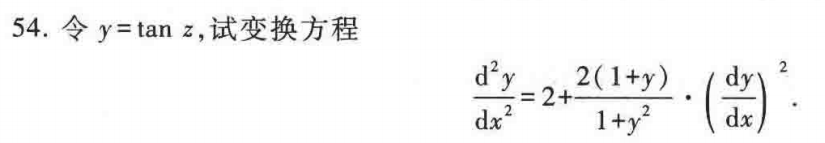 54. 令 y=tan z,试变换方程
d²y/dx²=2+2(1+y)/1+y²·(dy/dx)².